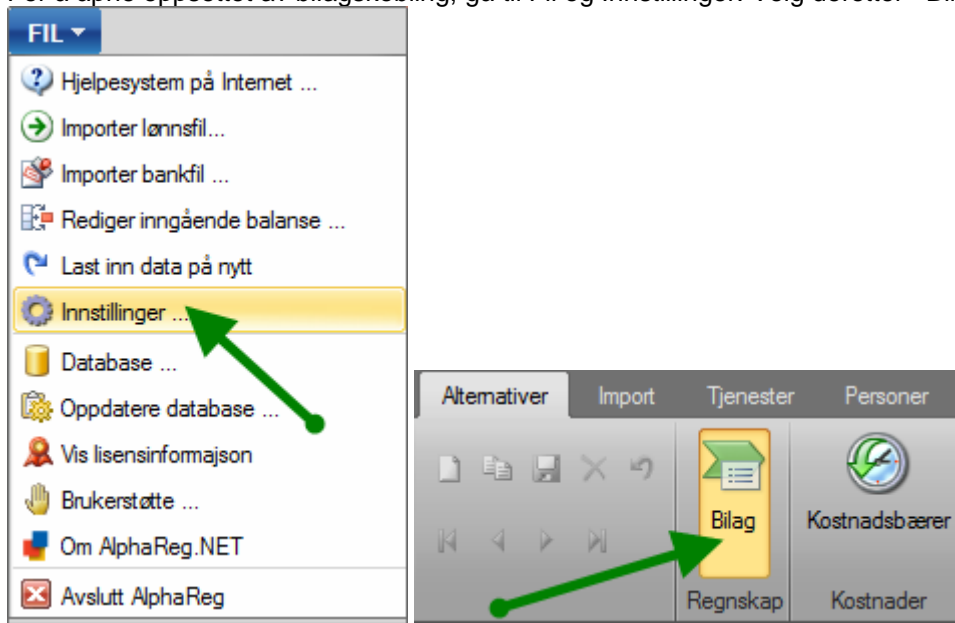 FIL
Hjelpesystem på Internet ...
Importer lønnsfil...
Importer bankfil ...
Rediger inngående balanse ...
Last inn data på nytt
Innstillinger ...
Database ...
Oppdatere database ...
Vis lisensinformajson
Brukerstøtte ...
Om AlphaReg.NET
Avslutt AlphaReg
Alternativer Import Tjenester Personer
Bilag Kostnadsbærer
Regnskap Kostnader